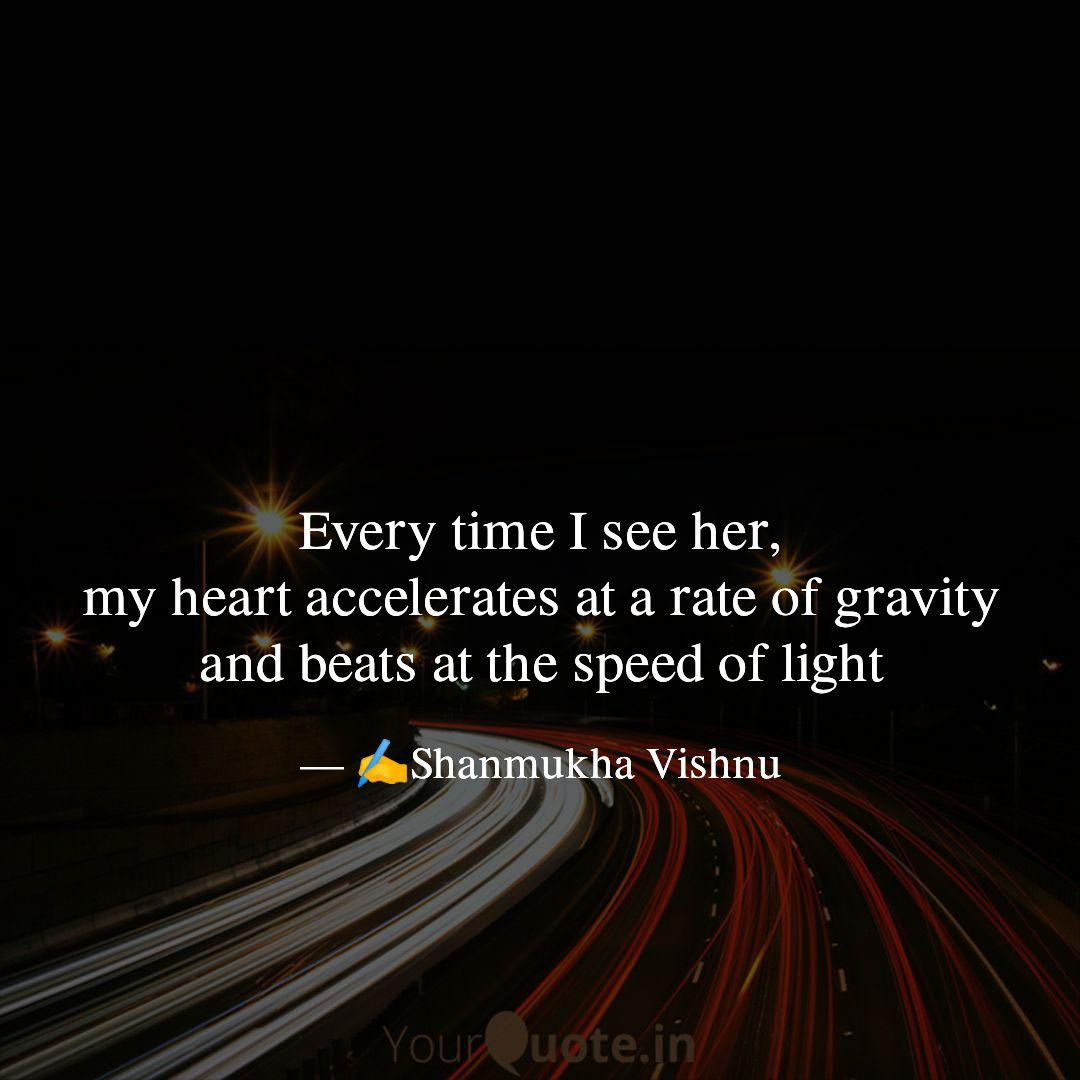 Every time I see her,
my heart accelerates at a rate of gravity
and beats at the speed of light
— ✍️Shanmukha Vishnu
YourQuote.in